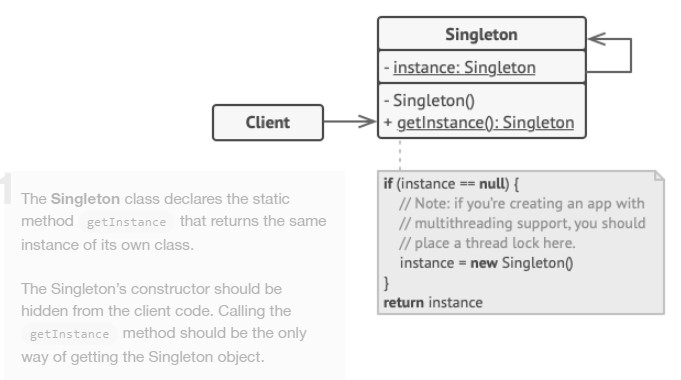 Singleton
- instance: Singleton
- Singleton()
+ getInstance(): Singleton
Client
1
The Singleton class declares the static
method getInstance that returns the same
instance of its own class.
The Singleton's constructor should be
hidden from the client code. Calling the
getInstance method should be the only
way of getting the Singleton object.
if (instance == null) {
// Note: if you're creating an app with
// multithreading support, you should
// place a thread lock here.
instance = new Singleton()
}
return instance